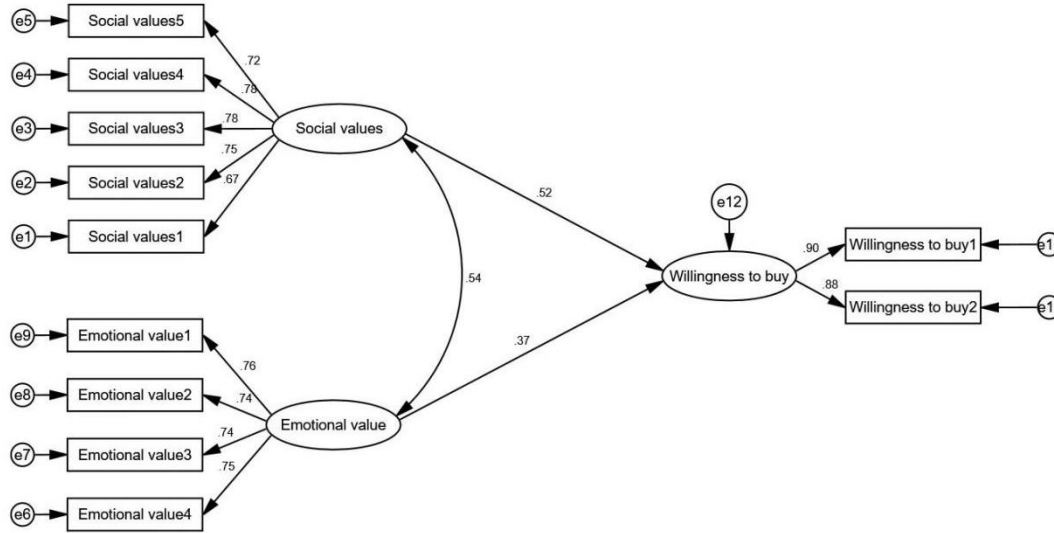 e5 Social values5
.72
e4 Social values4
.78
e3 Social values3
.78
Social values
.75
e2 Social values2
.67
e1 Social values1
.52
e12
.54
Willingness to buy
.90
Willingness to buy1
e1
.88
Willingness to buy2
e1
.37
e9 Emotional value1
.76
e8 Emotional value2
.74
Emotional value
e7 Emotional value3
.74
.75
e6 Emotional value4